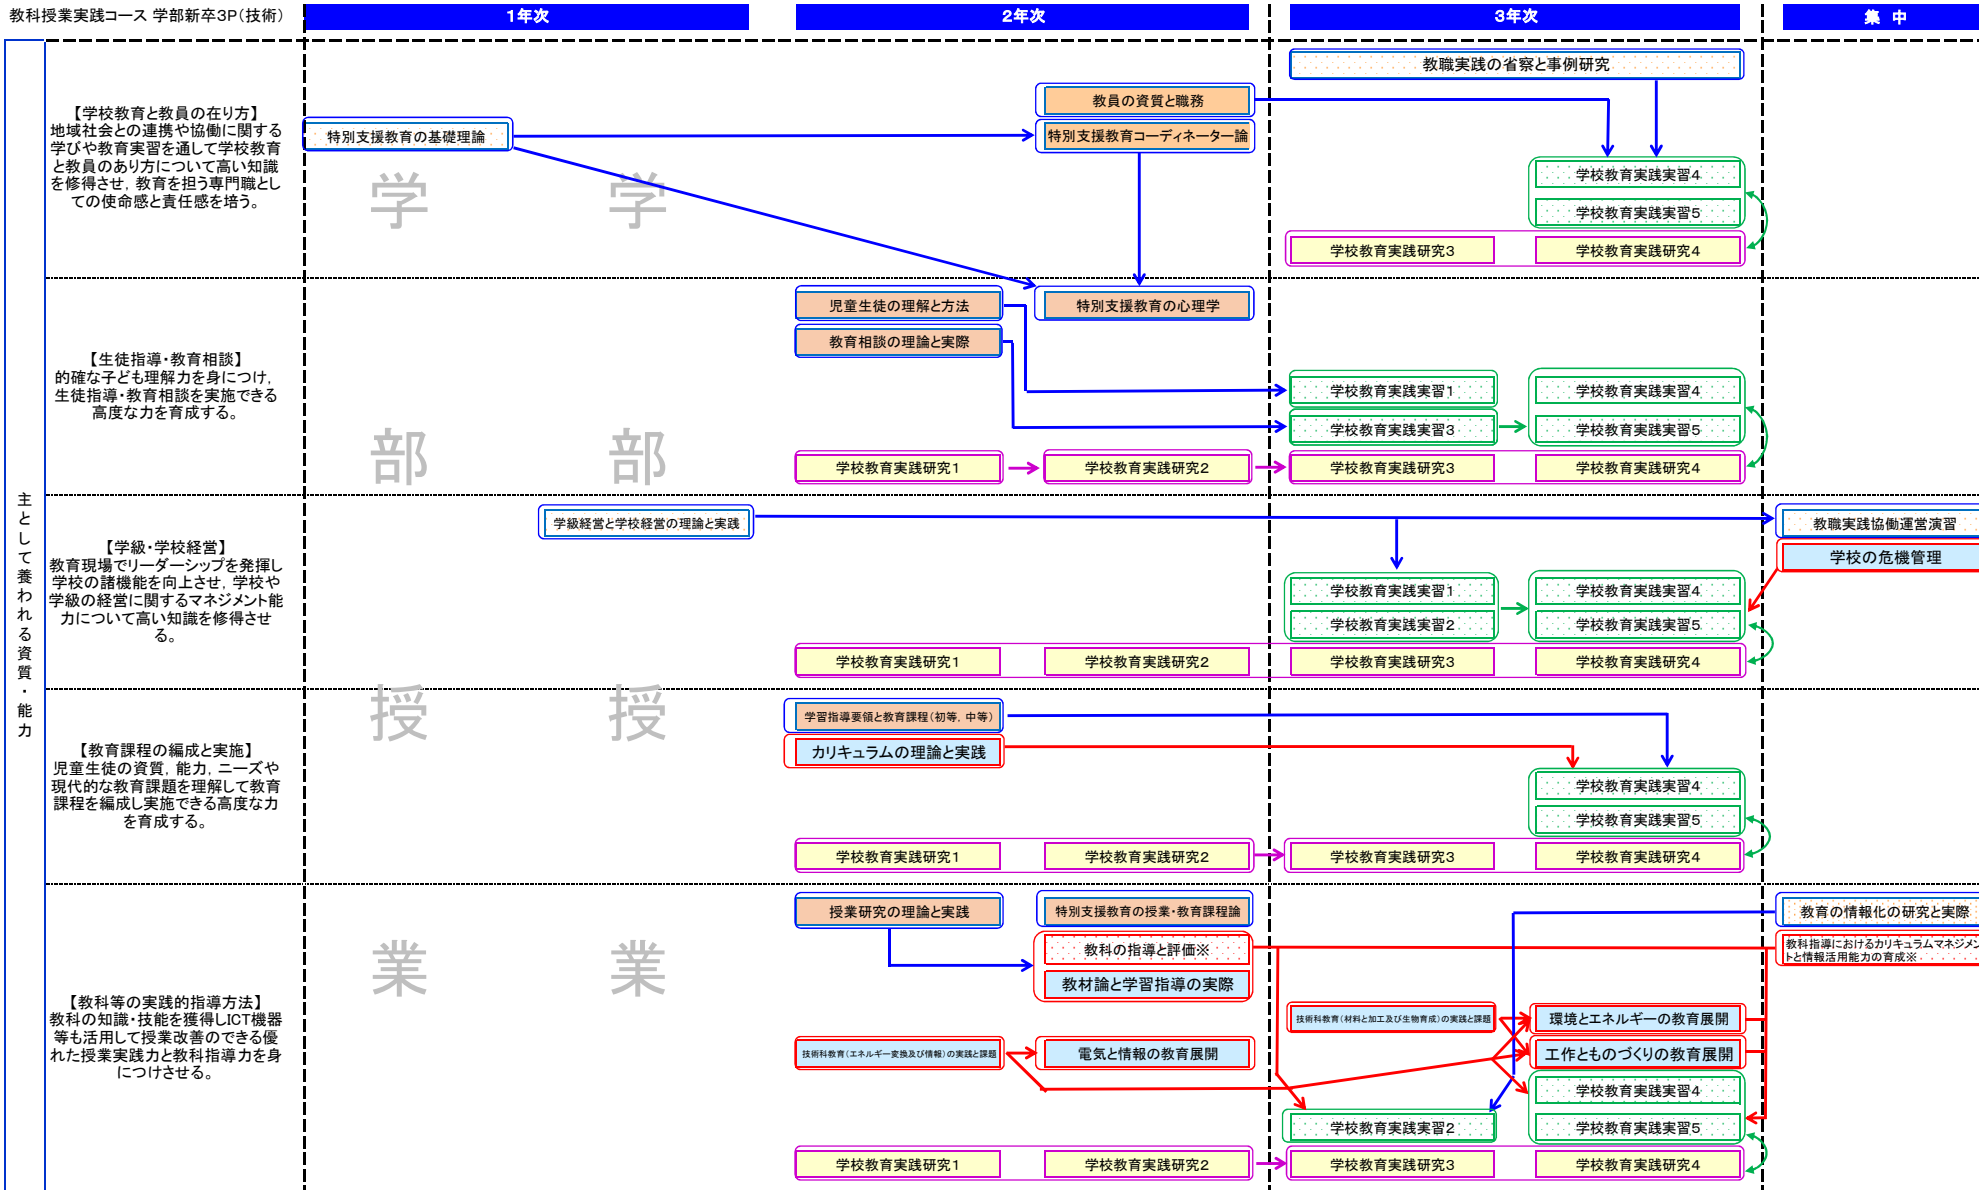 教科授業実践コース 学部新卒3P(技術)
1年次
2年次
3年次
集 中
主として養われる資質・能力
【学校教育と教員の在り方】
地域社会との連携や協働に関する
学びや教育実習を通して学校教育
と教員のあり方について高い知識
を修得させ，教育を担う専門職とし
ての使命感と責任感を培う。
教職実践の省察と事例研究
教員の資質と職務
特別支援教育の基礎理論
特別支援教育コーディネーター論
学校教育実践実習4
学校教育実践実習5
学校教育実践研究3
学校教育実践研究4
学
学
【生徒指導・教育相談】
的確な子ども理解力を身につけ，
生徒指導・教育相談を実施できる
高度な力を育成する。
児童生徒の理解と方法
特別支援教育の心理学
教育相談の理論と実際
学校教育実践実習1
学校教育実践実習4
学校教育実践実習3
学校教育実践実習5
学校教育実践研究1
学校教育実践研究2
学校教育実践研究3
学校教育実践研究4
部
部
【学級・学校経営】
教育現場でリーダーシップを発揮し
学校の諸機能を向上させ，学校や
学級の経営に関するマネジメント能
力について高い知識を修得させ
る。
学級経営と学校経営の理論と実践
教職実践協働運営演習
学校の危機管理
学校教育実践実習1
学校教育実践実習4
学校教育実践実習2
学校教育実践実習5
学校教育実践研究1
学校教育実践研究2
学校教育実践研究3
学校教育実践研究4
授
授
【教育課程の編成と実施】
児童生徒の資質，能力，ニーズや
現代的な教育課題を理解して教育
課程を編成し実施できる高度な力
を育成する。
学習指導要領と教育課程(初等，中等)
カリキュラムの理論と実践
学校教育実践実習4
学校教育実践実習5
学校教育実践研究1
学校教育実践研究2
学校教育実践研究3
学校教育実践研究4
業
業
【教科等の実践的指導方法】
教科の知識・技能を獲得しICT機器
等も活用して授業改善のできる優
れた授業実践力と教科指導力を身
につけさせる。
授業研究の理論と実践
特別支援教育の授業・教育課程論
教育の情報化の研究と実際
教科の指導と評価※
教科指導におけるカリキュラムマネジメン
トと情報活用能力の育成※
教材論と学習指導の実際
技術科教育(材料と加工及び生物育成)の実践と課題
環境とエネルギーの教育展開
技術科教育(エネルギー変換及び情報)の実践と課題
電気と情報の教育展開
工作とものづくりの教育展開
学校教育実践実習4
学校教育実践実習2
学校教育実践実習5
学校教育実践研究1
学校教育実践研究2
学校教育実践研究3
学校教育実践研究4